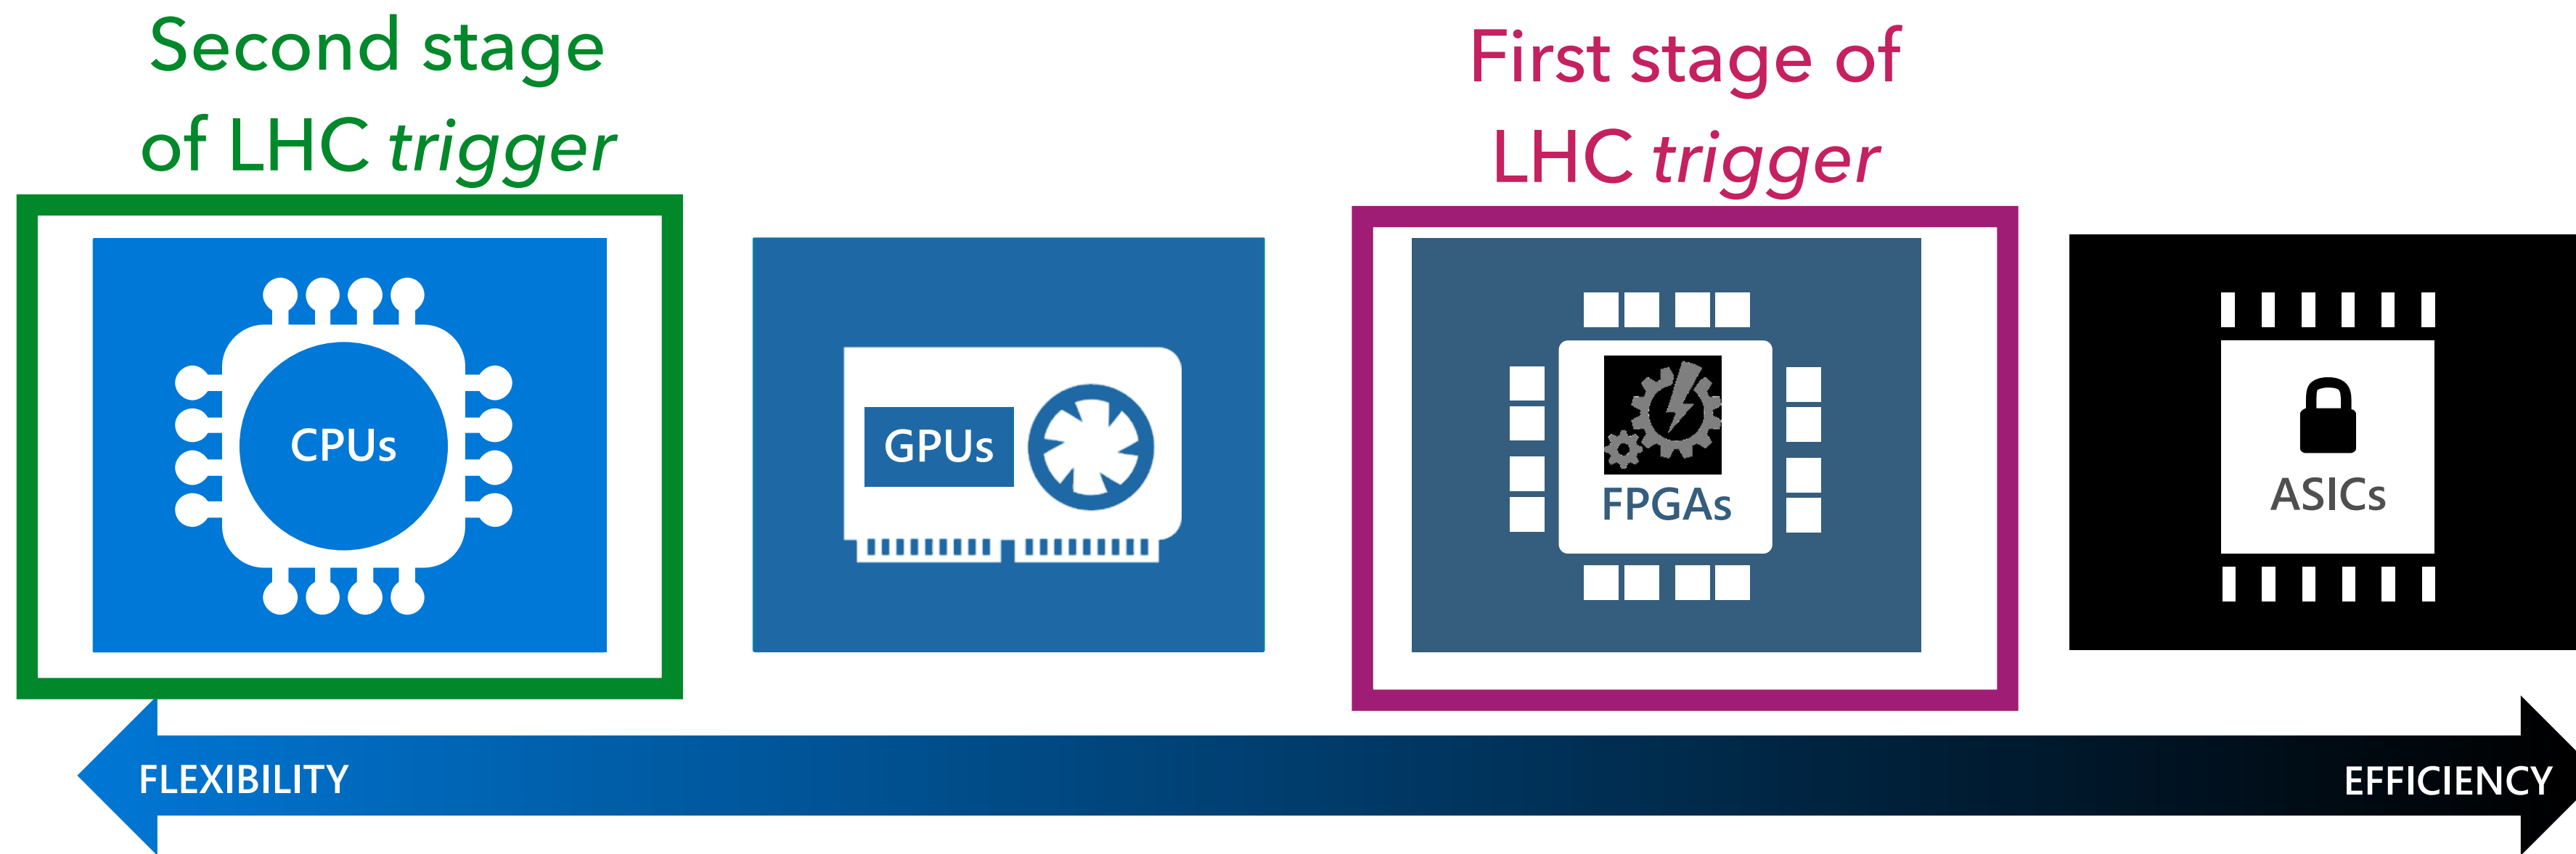 Second stage
of LHC trigger
First stage of
LHC trigger
CPUs
GPUs
FPGAs
ASICs
FLEXIBILITY
EFFICIENCY